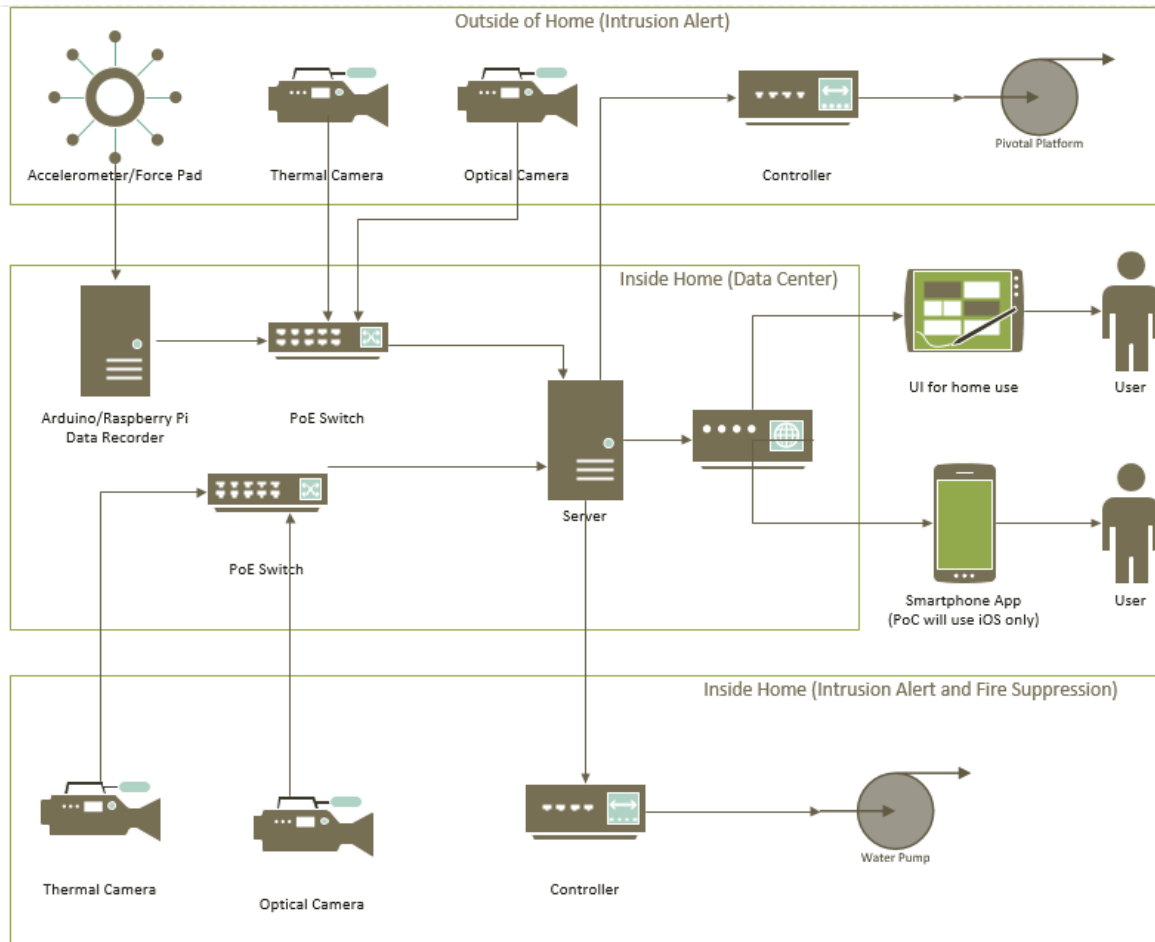 Outside of Home (Intrusion Alert)
Accelerometer/Force Pad
Thermal Camera
Optical Camera
Controller
Pivotal Platform
Inside Home (Data Center)
Arduino/Raspberry Pi
Data Recorder
PoE Switch
UI for home use
User
PoE Switch
Server
Smartphone App
(PoC will use iOS only)
User
Inside Home (Intrusion Alert and Fire Suppression)
Thermal Camera
Optical Camera
Controller
Water Pump